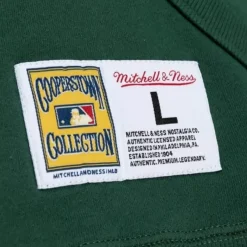 COOPERSTOWN
COLLECTION
MITCHELLANDNESS/MLB
Mitchell & Ness
L
MITCHELL & NESS NOSTALGIA CO.
AUTHENTIC LICENSED APPAREL
DESIGNED IN PHILADELPHIA, PA
ESTABLISHED 1904
AUTHENTIC. PREMIUM. LEGENDARY.